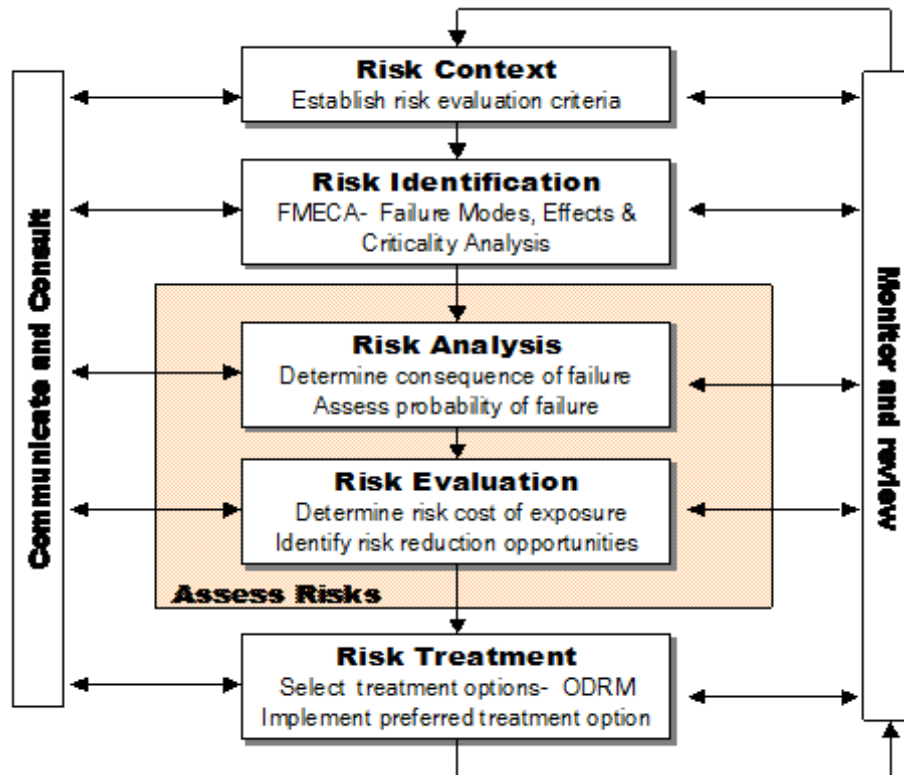 Risk Context
Establish risk evaluation criteria
Risk Identification
FMECA- Failure Modes, Effects &
Criticality Analysis
Risk Analysis
Determine consequence of failure
Assess probability of failure
Risk Evaluation
Determine risk cost of exposure
Identify risk reduction opportunities
Assess Risks
Risk Treatment
Select treatment options- ODRM
Implement preferred treatment option
Communicate and Consult
Monitor and review